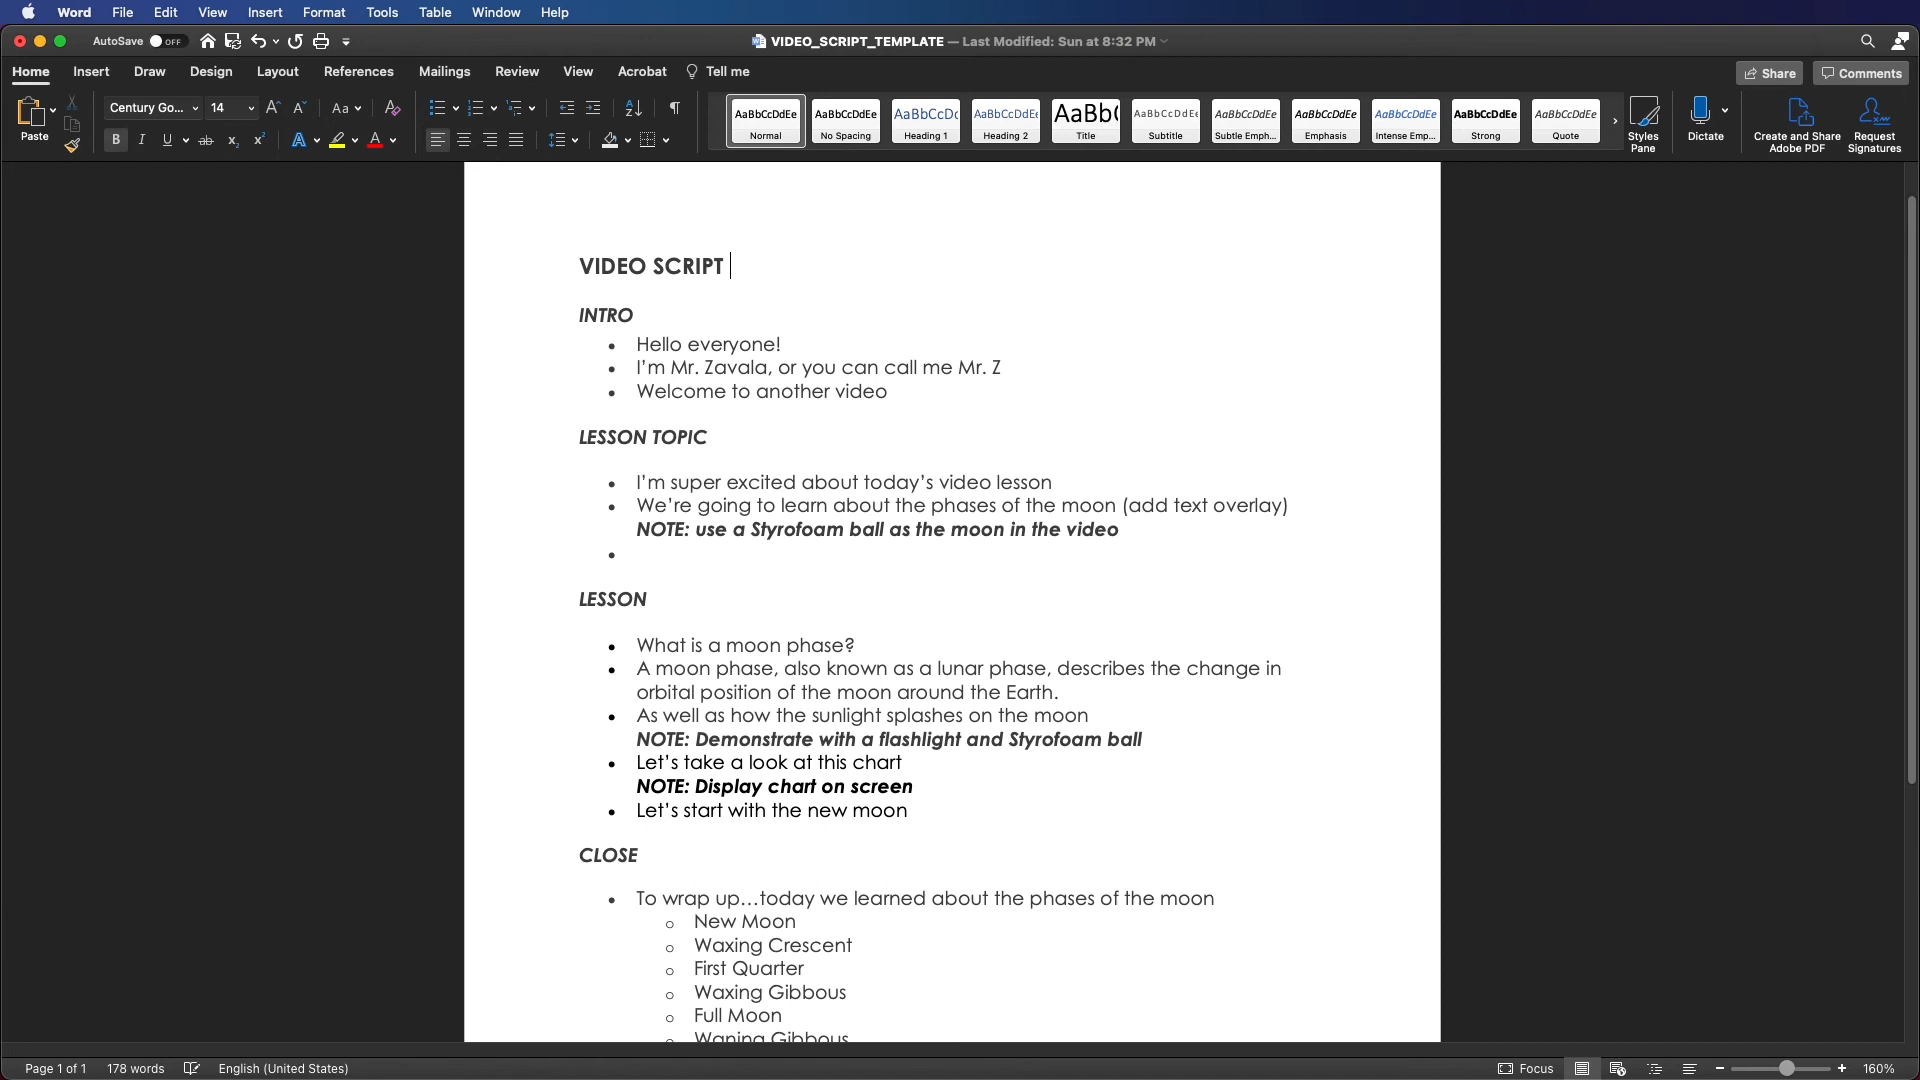 Word File Edit View Insert Format Tools Table Window Help
AutoSave OFF VIDEO_SCRIPT_TEMPLATE — Last Modified: Sun at 8:32 PM
Home Insert Draw Design Layout References Mailings Review View Acrobat Tell me Share Comments
Paste Century Go... 14 Aa
B I U ab x₂ x² A A
AaBbCcDdEe AaBbCcDdEe AaBbCcDc AaBbCcDdEe AaBb( AaBbCcDdEe AaBbCcDdEe AaBbCcDdEe AaBbCcDdEe AaBbCcDdEe AaBbCcDdEe
Normal No Spacing Heading 1 Heading 2 Title Subtitle Subtle Emph... Emphasis Intense Emp... Strong Quote
Styles Pane Dictate Create and Share Adobe PDF Request Signatures
VIDEO SCRIPT
INTRO
• Hello everyone!
• I'm Mr. Zavala, or you can call me Mr. Z
• Welcome to another video
LESSON TOPIC
• I'm super excited about today's video lesson
• We're going to learn about the phases of the moon (add text overlay)
NOTE: use a Styrofoam ball as the moon in the video
•
LESSON
• What is a moon phase?
• A moon phase, also known as a lunar phase, describes the change in
orbital position of the moon around the Earth.
• As well as how the sunlight splashes on the moon
NOTE: Demonstrate with a flashlight and Styrofoam ball
• Let's take a look at this chart
NOTE: Display chart on screen
• Let's start with the new moon
CLOSE
• To wrap up...today we learned about the phases of the moon
o New Moon
o Waxing Crescent
o First Quarter
o Waxing Gibbous
o Full Moon
o Waning Gibbous
Page 1 of 1 178 words English (United States) Focus 160%